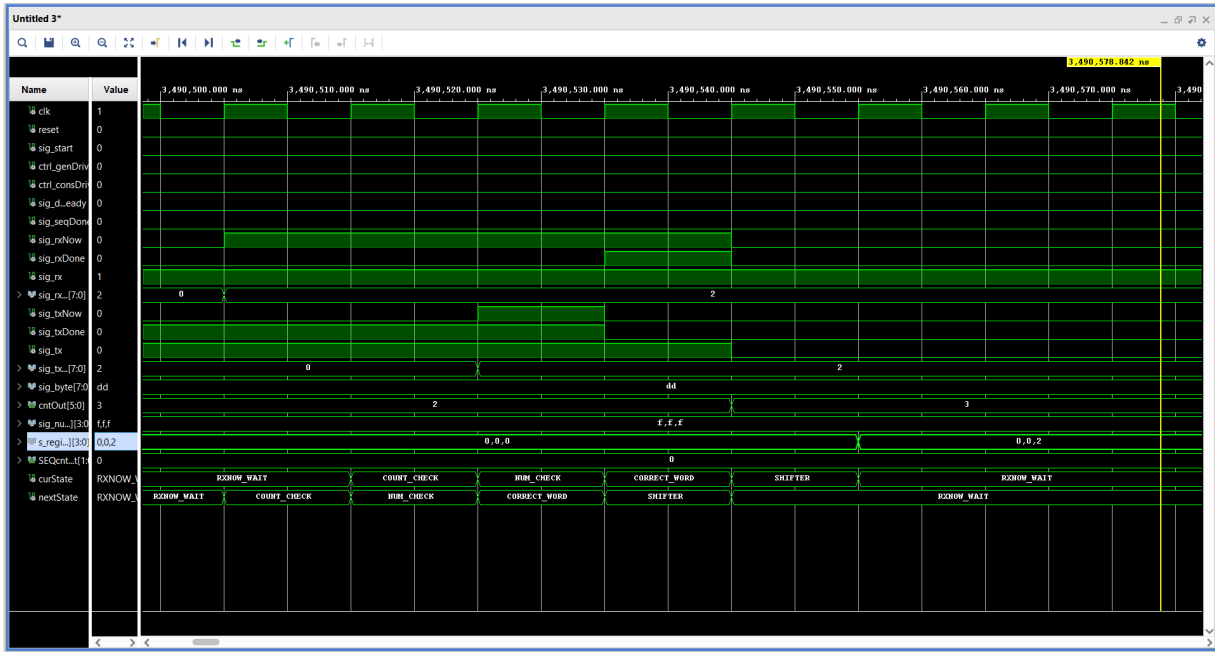 Untitled 3*
3,490,578.842 ns
Name Value
3,490,500.000 ns 3,490,510.000 ns 3,490,520.000 ns 3,490,530.000 ns 3,490,540.000 ns 3,490,550.000 ns 3,490,560.000 ns 3,490,570.000 ns 3,490
clk 1
reset 0
sig_start 0
ctrl_genDriv 0
ctrl_consDri 0
sig_d...eady 0
sig_seqDone 0
sig_rxNow 0
sig_rxDone 0
sig_rx 1
sig_rx...[7:0] 2 0 2
sig_txNow 0
sig_txDone 0
sig_tx 0
sig_tx...[7:0] 2 0 2
sig_byte[7:0 dd dd
cntOut[5:0] 3 2 3
sig_nu...][3:0 f,f,f f,f,f
s_regi...][3:0] 0,0,2 0,0,0 0,0,2
SEQcnt...t[1: 0 0
curState RXNOW_ RXNOW_WAIT COUNT_CHECK NUM_CHECK CORRECT_WORD SHIFTER RXNOW_WAIT
nextState RXNOW_ RXNOW_WAIT COUNT_CHECK NUM_CHECK CORRECT_WORD SHIFTER RXNOW_WAIT